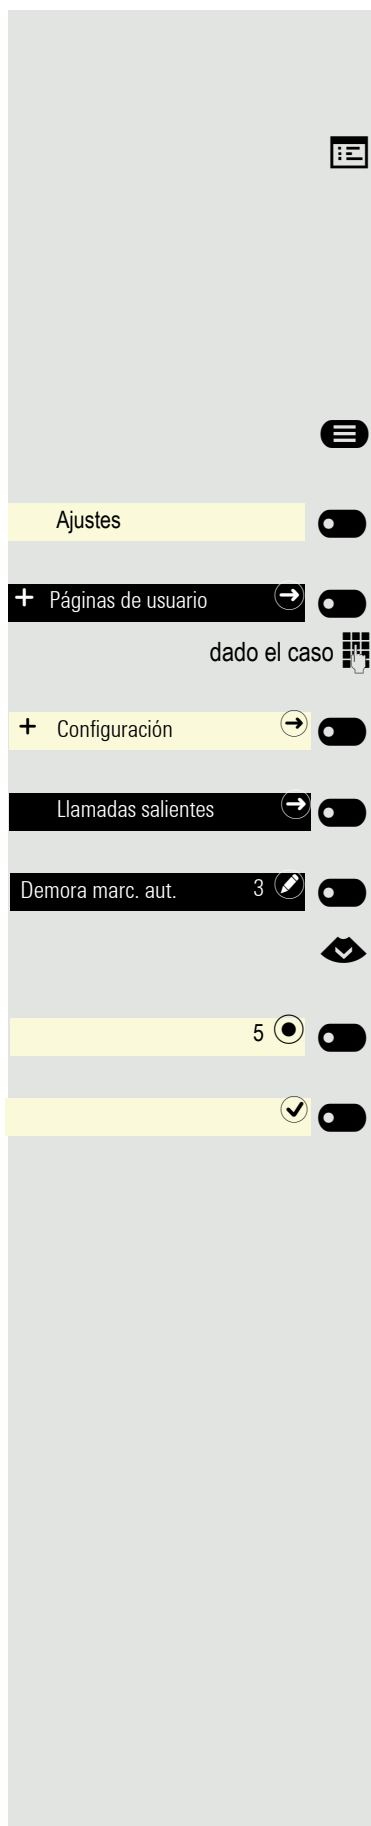 Ajustes
+ Páginas de usuario
dado el caso
+ Configuración
Llamadas salientes
Demora marc. aut. 3
5